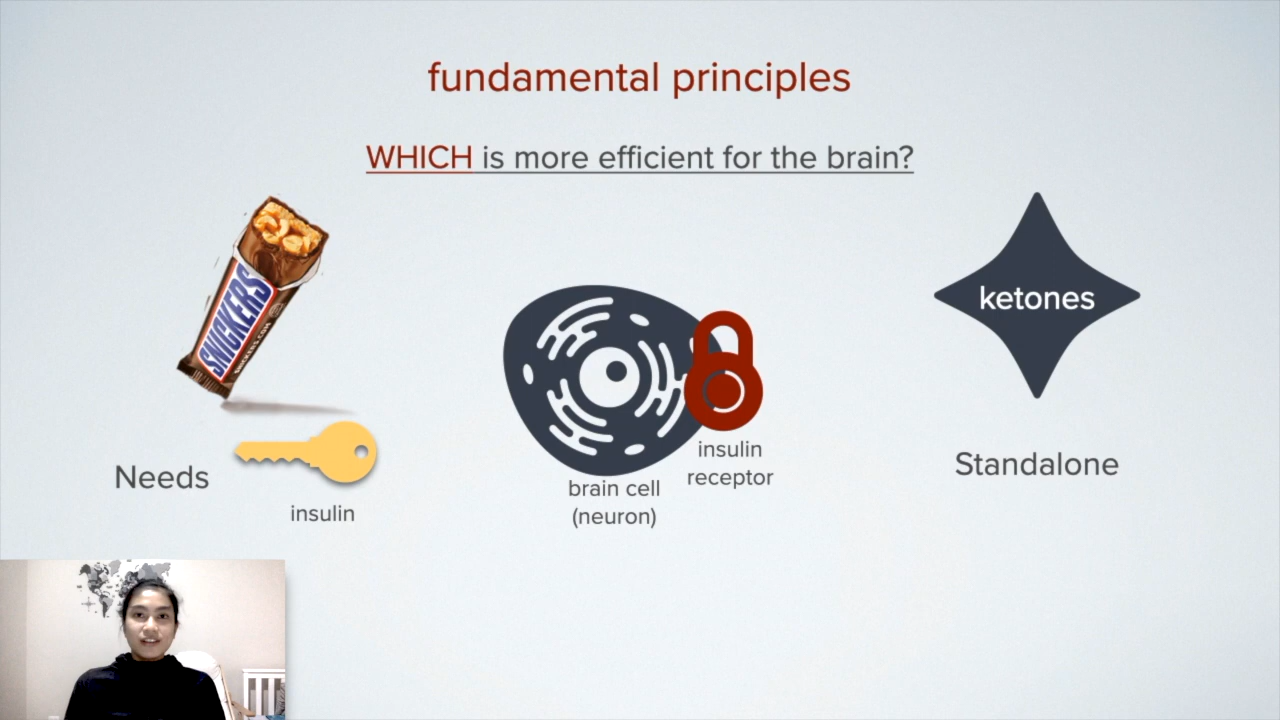 fundamental principles
WHICH is more efficient for the brain?
SNICKERS
ketones
Needs
insulin
brain cell
(neuron)
insulin
receptor
Standalone